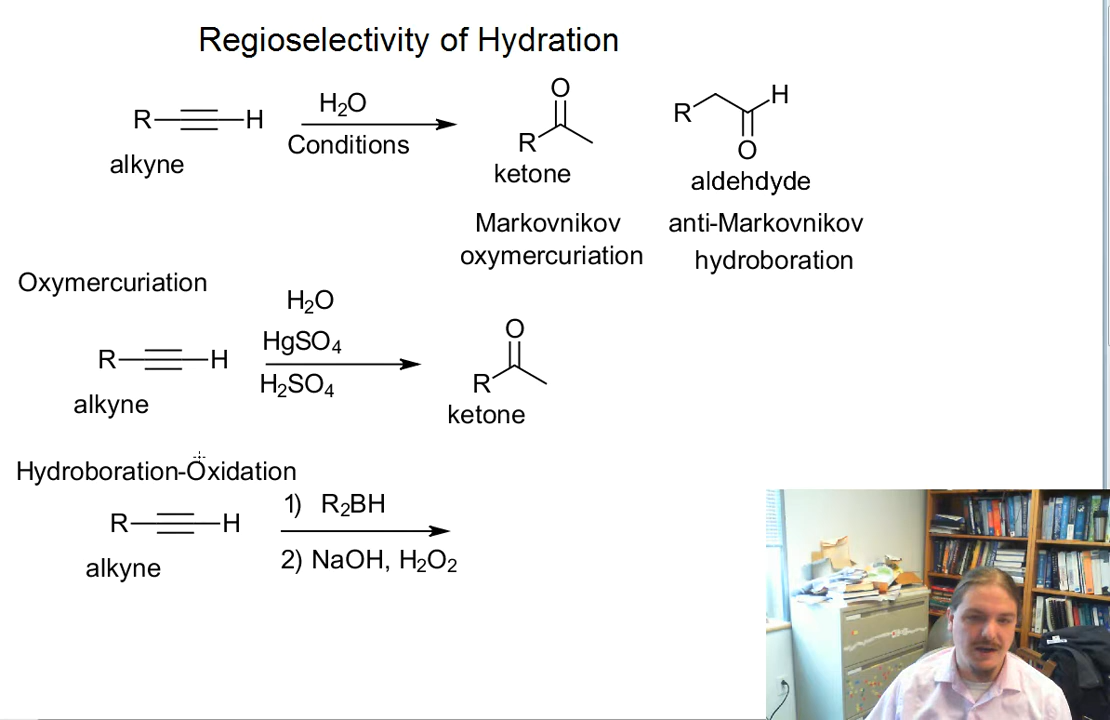 Regioselectivity of Hydration
R H
H₂O
Conditions
alkyne
O
R
ketone
R H
O
aldehdyde
Markovnikov
oxymercuriation
anti-Markovnikov
hydroboration
Oxymercuriation
R H
alkyne
H₂O
HgSO₄
H₂SO₄
O
R
ketone
Hydroboration-Oxidation
R H
alkyne
1) R₂BH
2) NaOH, H₂O₂